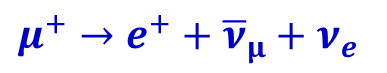 μ⁺ → e⁺ + ν̅_μ + ν_e